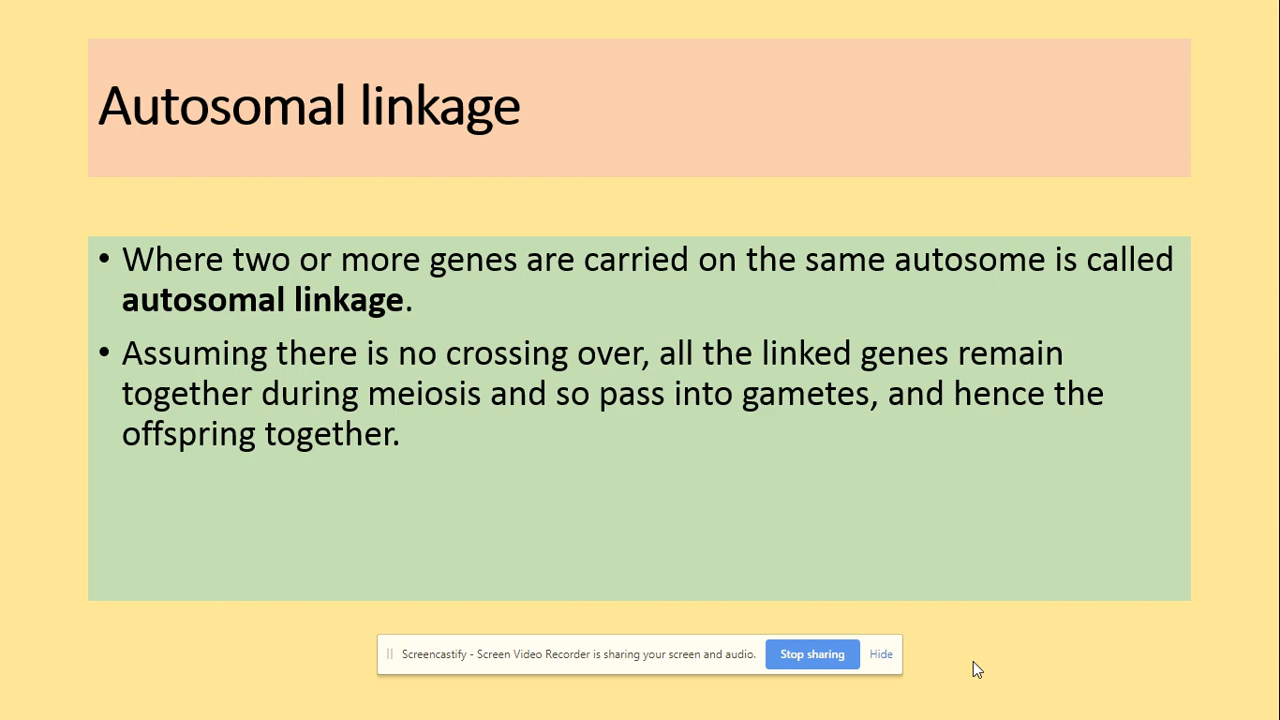 Autosomal linkage
• Where two or more genes are carried on the same autosome is called
autosomal linkage.
• Assuming there is no crossing over, all the linked genes remain
together during meiosis and so pass into gametes, and hence the
offspring together.
Screencastify - Screen Video Recorder is sharing your screen and audio. Stop sharing Hide